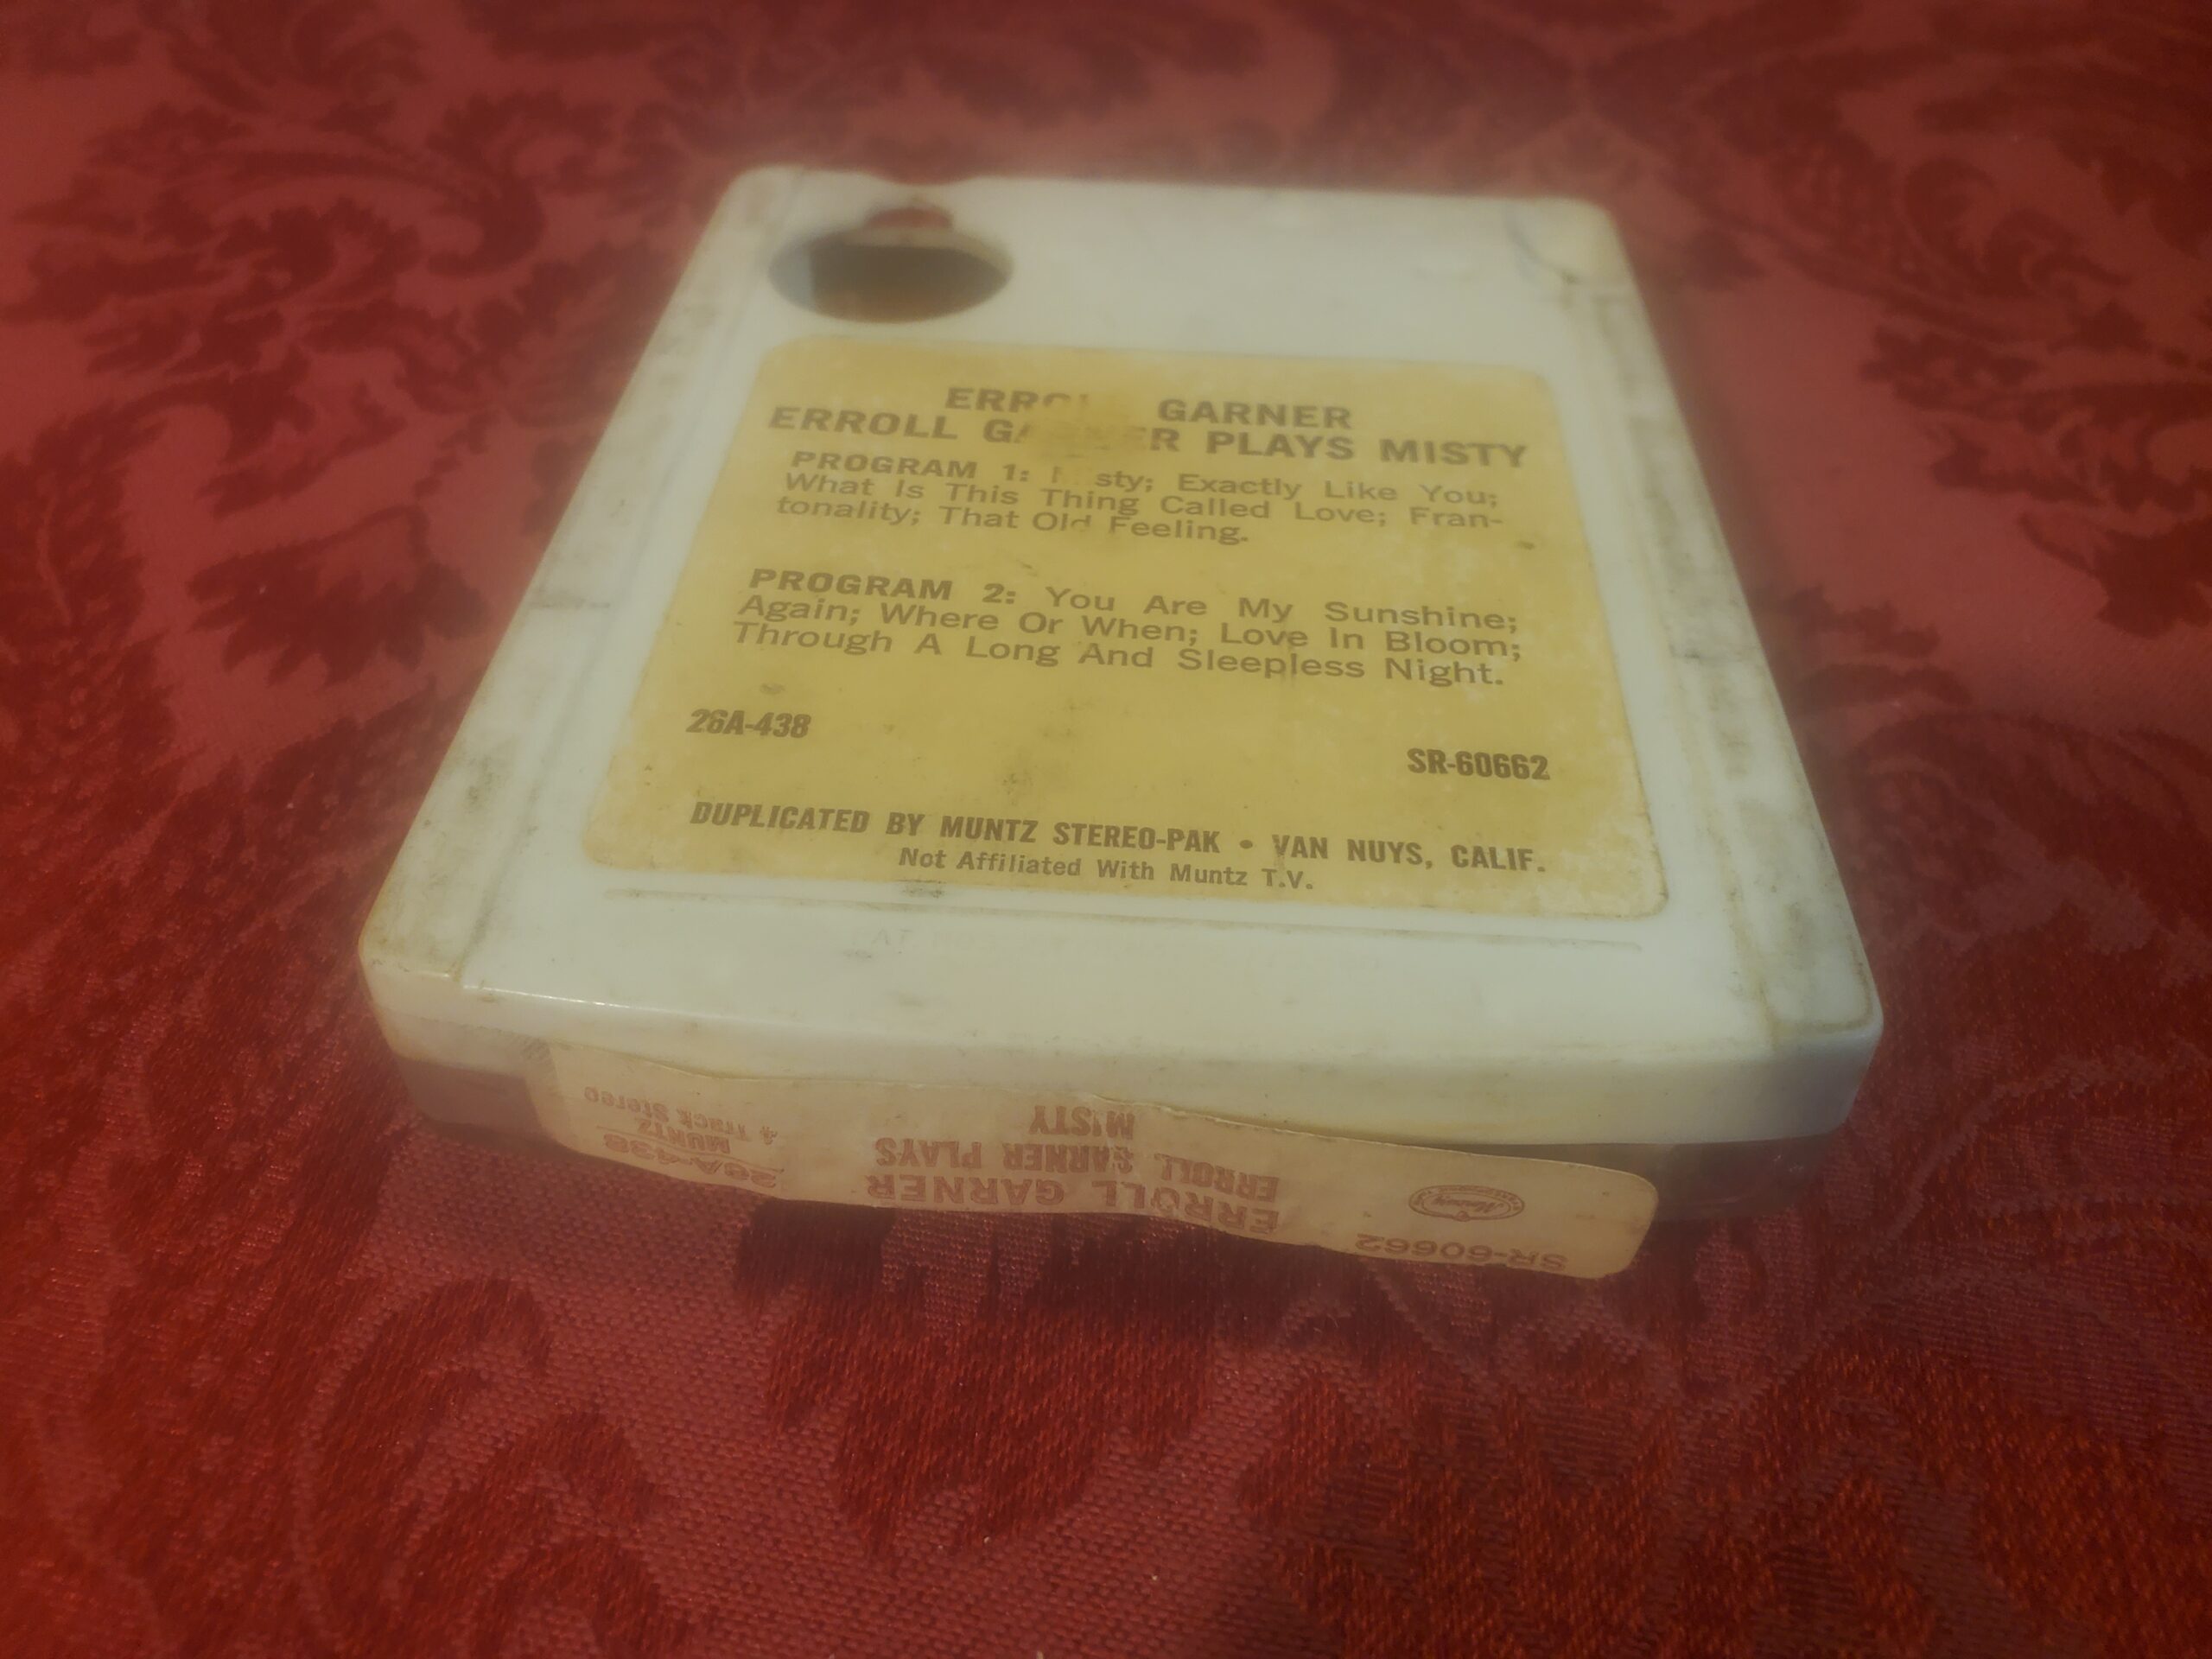 ERROL GARNER
ERROLL GARNER PLAYS MISTY
PROGRAM 1: Misty; Exactly Like You;
What Is This Thing Called Love; Fran-
tonality; That Old Feeling.
PROGRAM 2: You Are My Sunshine;
Again; Where Or When; Love In Bloom;
Through A Long And Sleepless Night.
26A-438
SR-60662
DUPLICATED BY MUNTZ STEREO-PAK • VAN NUYS, CALIF.
Not Affiliated With Muntz T.V.
SR-60662
ERROLL GARNER
ERROLL GARNER PLAYS
MISTY
26A-438
MUNTZ
4 Track Stereo